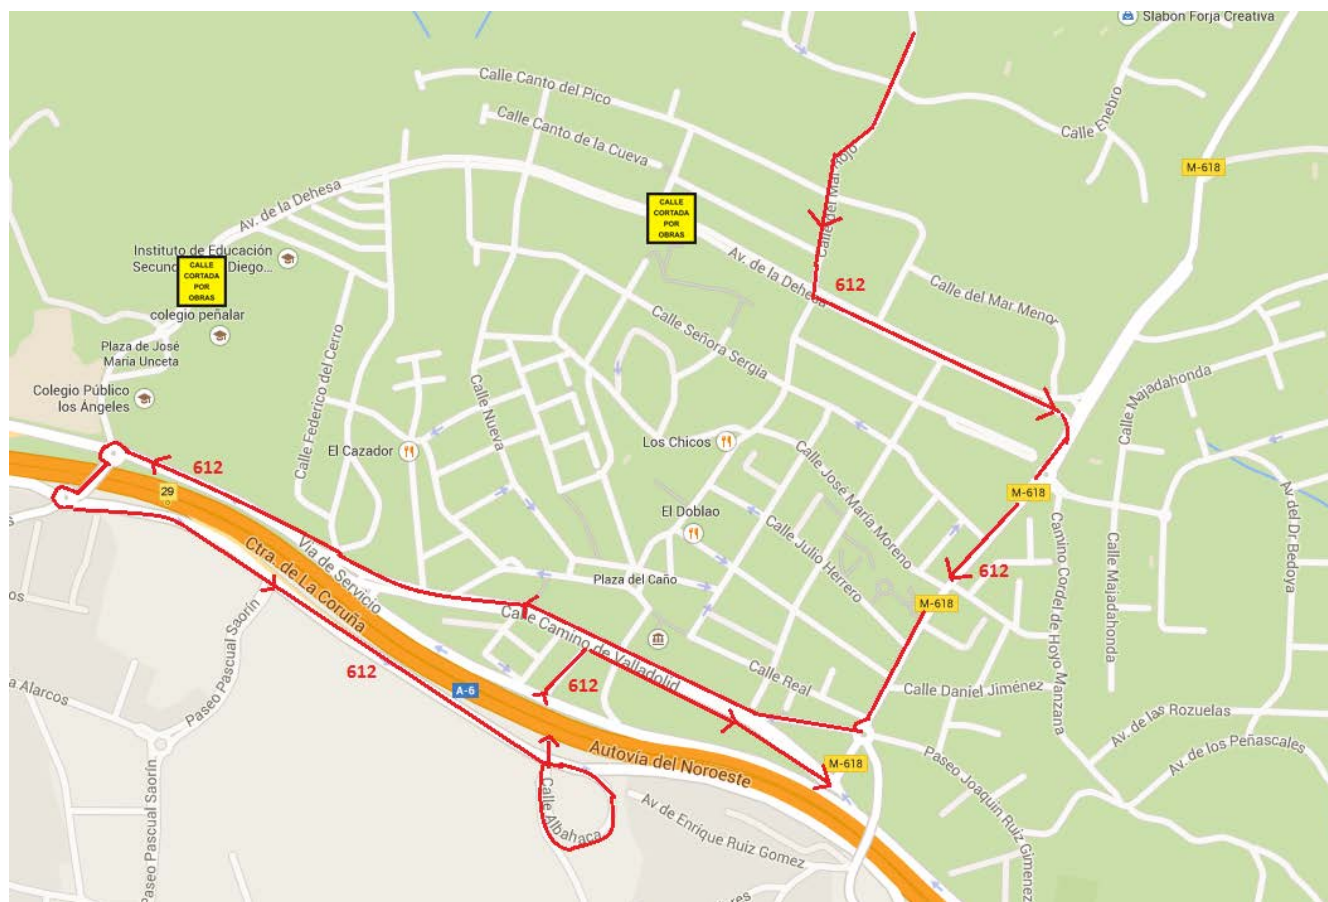 Slabon Forja Creativa
Calle Canto del Pico
Calle Enebro
Calle Canto de la
Cueva
M-618
Av. de la Dehesa
CALLE
CORTADA
POR
OBRAS
Instituto de Educación
Diego...
CALLE
CORTADA
POR
OBRAS
colegio peñalar
Av. de la Dehesa
612
Calle del Mar Menor
Calle Señora Sergia
Plaza de José
María Unceta
Colegio Público
los Ángeles
Calle Federico del Cerro
Calle Nueva
Calle Majadahonda
El Cazador
Los Chicos
612
29
Calle José María Moreno
M-618
El Doblao
Calle Julio Herrero
Av del Dr. Bedoya
Camino Cordel de Hoyo Manzana
Calle Majadahonda
Ctra. de La Coruña
Vía de Servicio
Plaza del Caño
612
M-618
os
Paseo Pascual Saorín
Calle Camino de Valladolid
612
612
Calle Real
Calle Daniel Jiménez
a Alarcos
A-6
Autovía del Noroeste
Av. de las Rozuelas
Av. de los Peñascales
M-618
Paseo Joaquin Ruiz Gimenez
Paseo Pascual Saorín
Calle Albahaca
Av de Enrique Ruiz Gomez
res